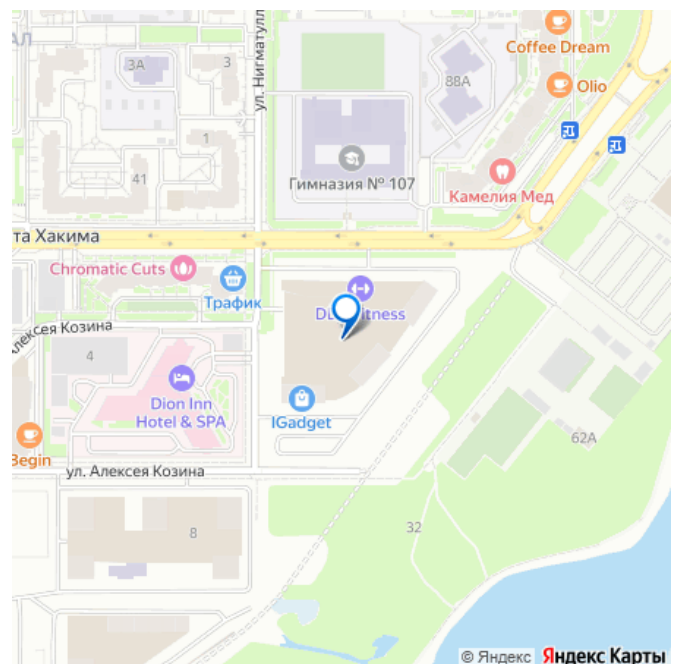 Coffee Dream
Olio
3А
3
ул. Нигматулл
88А
1
Гимназия № 107
41
Камелия Мед
та Хакима
Chromatic Cuts
Трафик
Алексея Козина
4
Dion Inn
Hotel & SPA
IGadget
62А
Begin
ул. Алексея Козина
32
8
© Яндекс Яндекс Карты